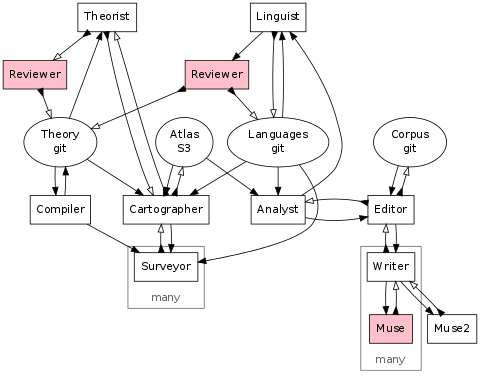 Theorist
Linguist
Reviewer
Reviewer
Theory
git
Atlas
S3
Languages
git
Corpus
git
Compiler
Cartographer
Analyst
Editor
Surveyor
many
Writer
Muse
many
Muse2